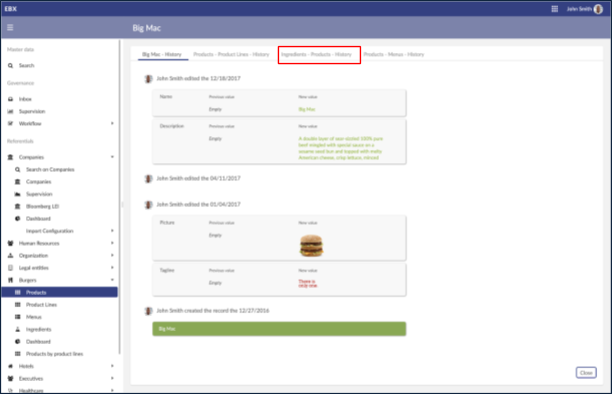 EBX
John Smith
Big Mac
Master data
Search
Governance
Inbox
Supervision
Workflow
Referentials
Companies
Search on Companies
Companies
Supervision
Bloomberg LEI
Dashboard
Import Configuration
Human Resources
Organization
Legal entities
Burgers
Products
Product Lines
Menus
Ingredients
Dashboard
Products by product lines
Hotels
Executives
Healthcare
Big Mac - History
Products - Product Lines - History
Ingredients - Products - History
Products - Menus - History
John Smith edited the 12/18/2017
Name Previous value New value
Empty Big Mac
Description Previous value New value
Empty A double layer of sear-sizzled 100% pure
beef mingled with special sauce on a
sesame seed bun and topped with melty
American cheese, crisp lettuce, minced
John Smith edited the 04/11/2017
John Smith edited the 01/04/2017
Picture Previous value New value
Empty
Tagline Previous value New value
Empty There is
only one.
John Smith created the record the 12/27/2016
Big Mac
Close